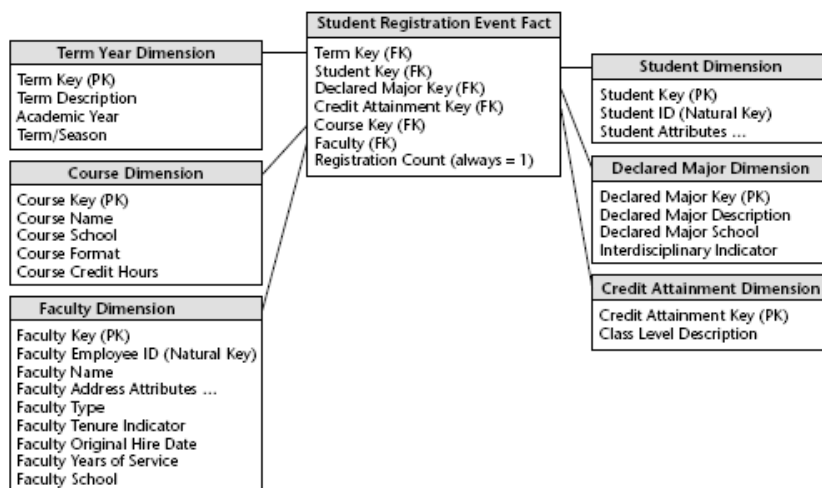 Student Registration Event Fact
Term Key (FK)
Student Key (FK)
Declared Major Key (FK)
Credit Attainment Key (FK)
Course Key (FK)
Faculty (FK)
Registration Count (always = 1)
Term Year Dimension
Term Key (PK)
Term Description
Academic Year
Term/Season
Course Dimension
Course Key (PK)
Course Name
Course School
Course Format
Course Credit Hours
Faculty Dimension
Faculty Key (PK)
Faculty Employee ID (Natural Key)
Faculty Name
Faculty Address Attributes ...
Faculty Type
Faculty Tenure Indicator
Faculty Original Hire Date
Faculty Years of Service
Faculty School
Student Dimension
Student Key (PK)
Student ID (Natural Key)
Student Attributes ...
Declared Major Dimension
Declared Major Key (PK)
Declared Major Description
Declared Major School
Interdisciplinary Indicator
Credit Attainment Dimension
Credit Attainment Key (PK)
Class Level Description